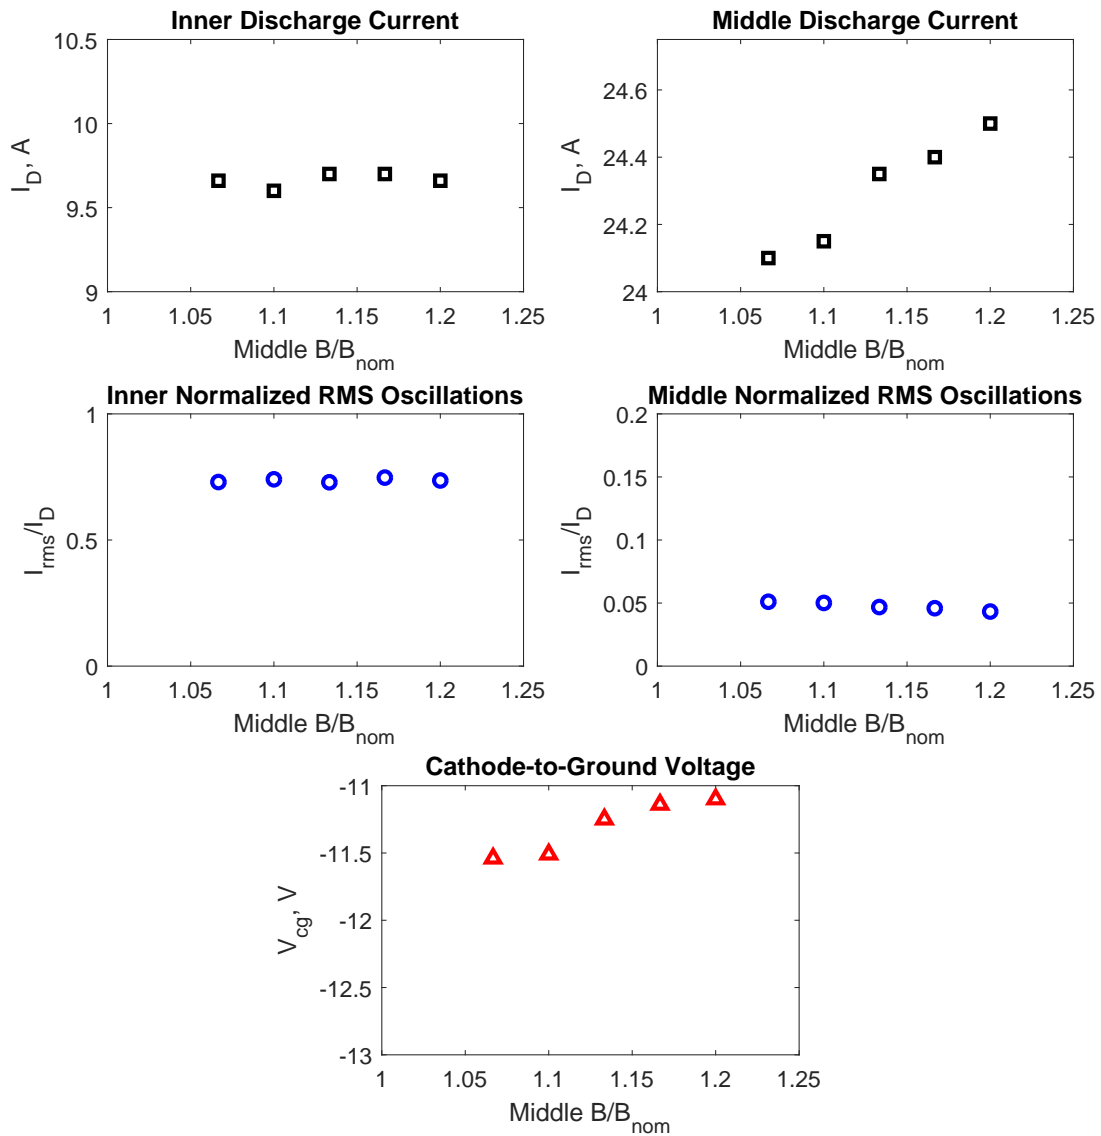 Inner Discharge Current
10.5
10
9.5
9
I_D, A
1 1.05 1.1 1.15 1.2 1.25
Middle B/B_nom
Middle Discharge Current
24.6
24.4
24.2
24
I_D, A
1 1.05 1.1 1.15 1.2 1.25
Middle B/B_nom
Inner Normalized RMS Oscillations
1
0.5
0
I_rms/I_D
1 1.05 1.1 1.15 1.2 1.25
Middle B/B_nom
Middle Normalized RMS Oscillations
0.2
0.15
0.1
0.05
0
I_rms/I_D
1 1.05 1.1 1.15 1.2 1.25
Middle B/B_nom
Cathode-to-Ground Voltage
-11
-11.5
-12
-12.5
-13
V_cg, V
1 1.05 1.1 1.15 1.2 1.25
Middle B/B_nom